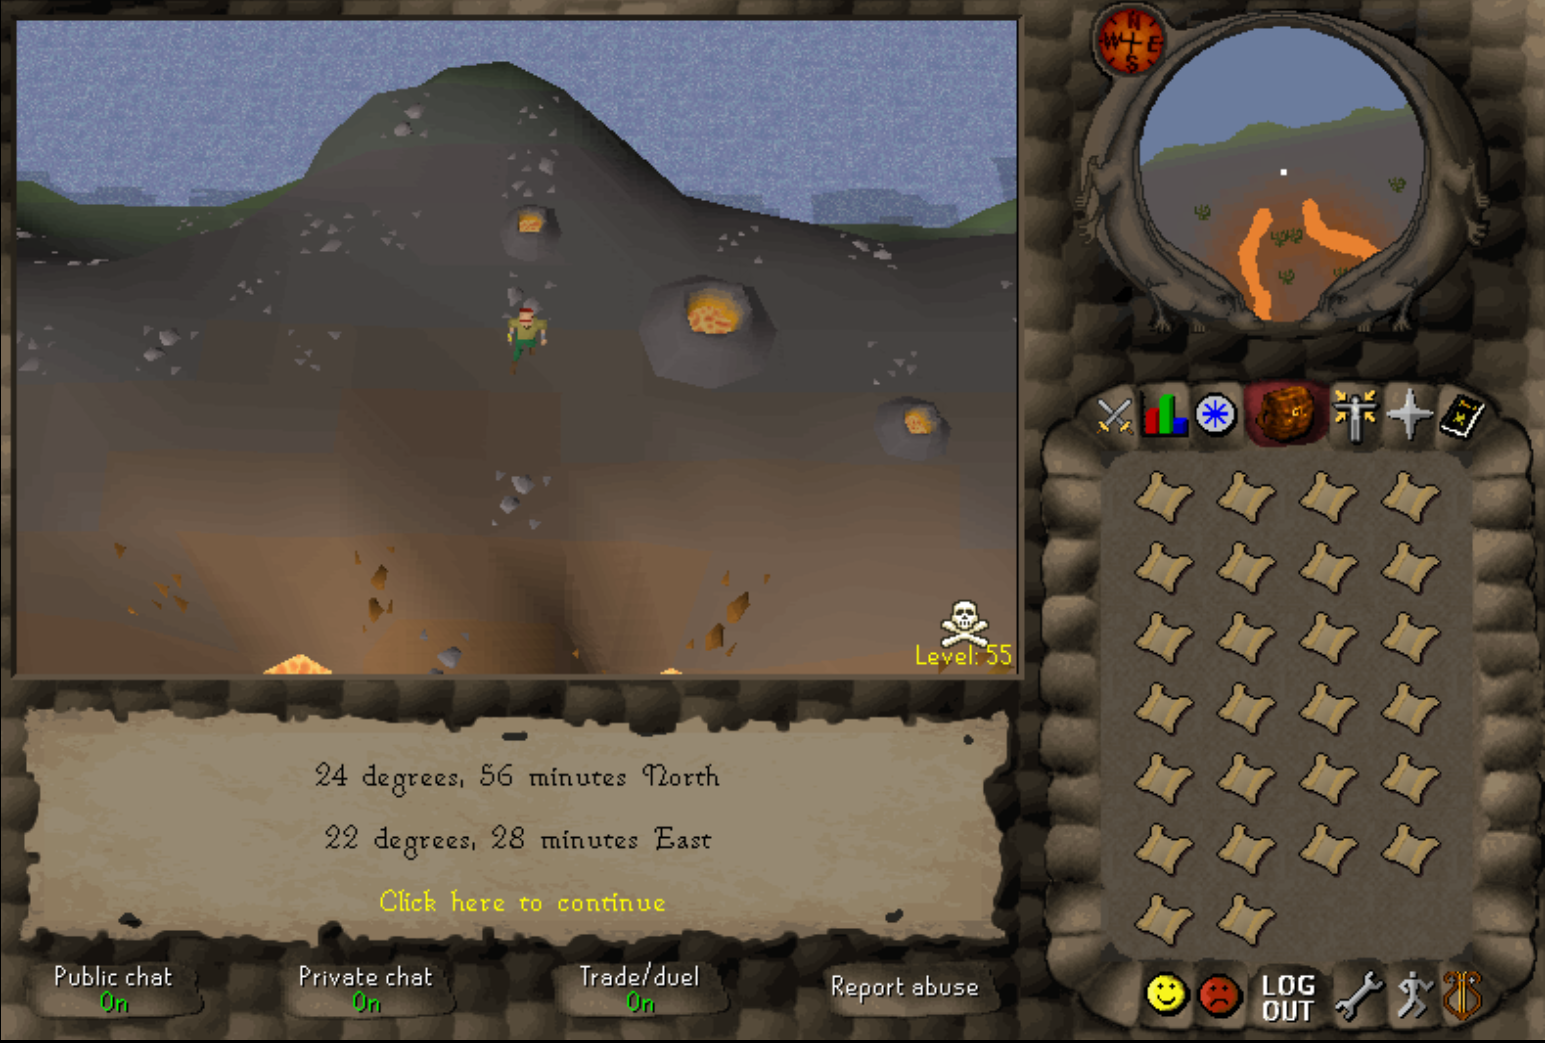 N
W E
S
Level: 55
24 degrees, 56 minutes North
22 degrees, 28 minutes East
Click here to continue
Public chat
On
Private chat
On
Trade/duel
On
Report abuse
LOG
OUT